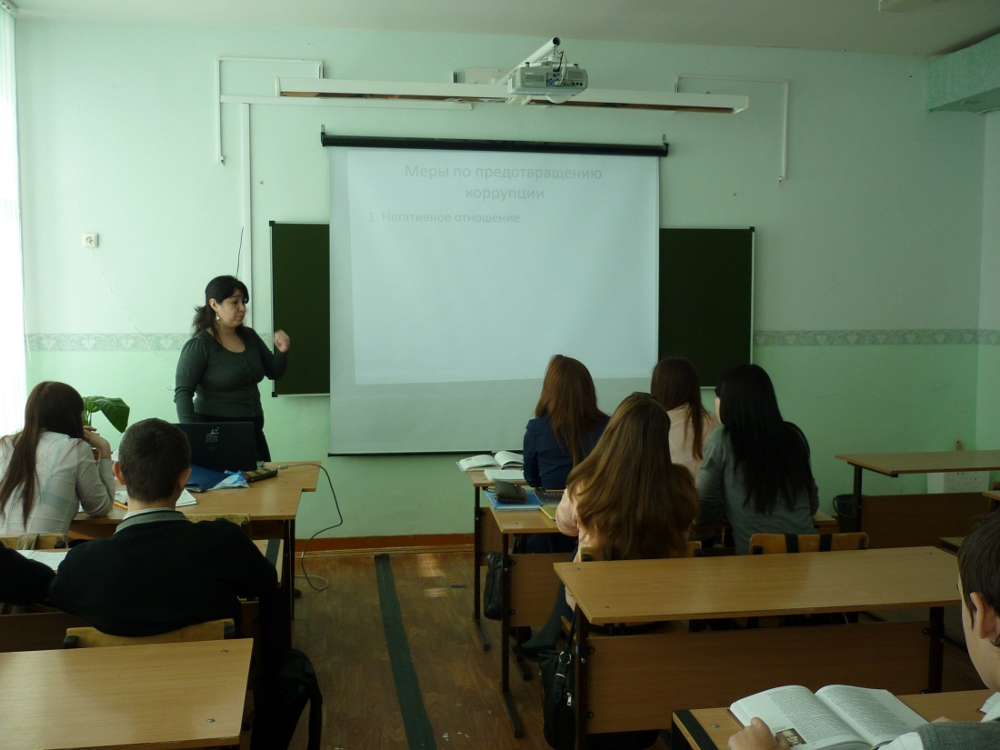 Меры по предотвращению
коррупции
1. Негативное отношение